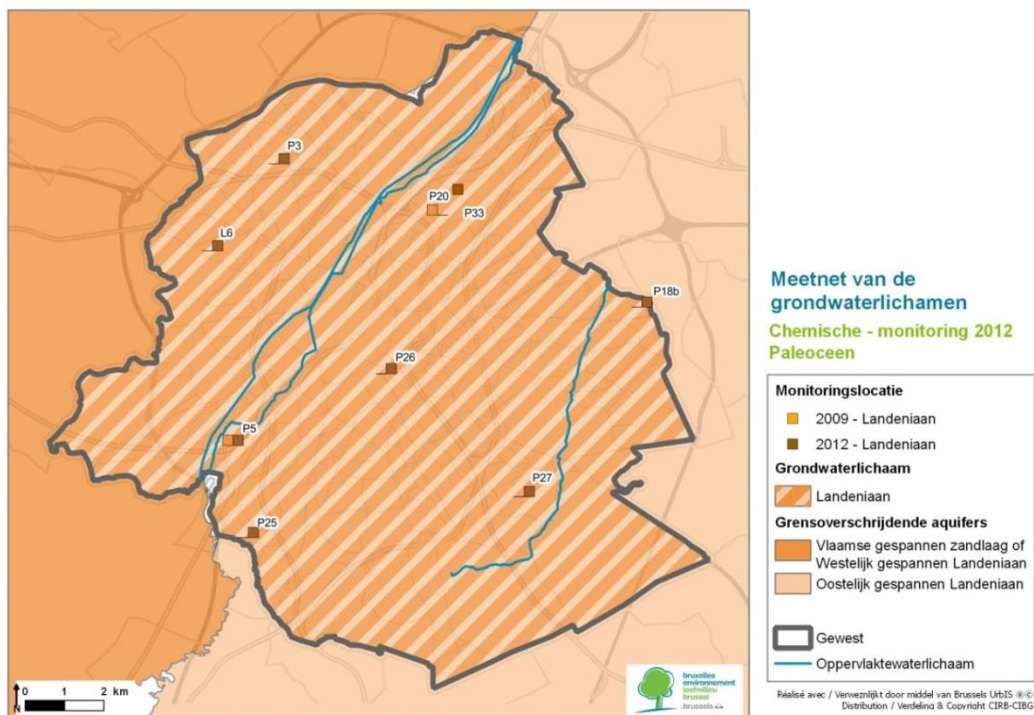 P3
P20
P33
L6
P18b
P26
P5
P27
P25
0 1 2 km
N
bruxelles
environnement
leefmilieu
brussel
.brussels
Meetnet van de
grondwaterlichamen
Chemische - monitoring 2012
Paleoceen
Monitoringslocatie
2009 - Landeniaan
2012 - Landeniaan
Grondwaterlichaam
Landeniaan
Grensoverschrijdende aquifers
Vlaamse gespannen zandlaag of
Westelijk gespannen Landeniaan
Oostelijk gespannen Landeniaan
Gewest
Oppervlaktewaterlichaam
Réalisé avec / Verweznlijkt door middel van Brussels UrbIS ®©
Distribution / Verdeling & Copyright CIRB-CIBG